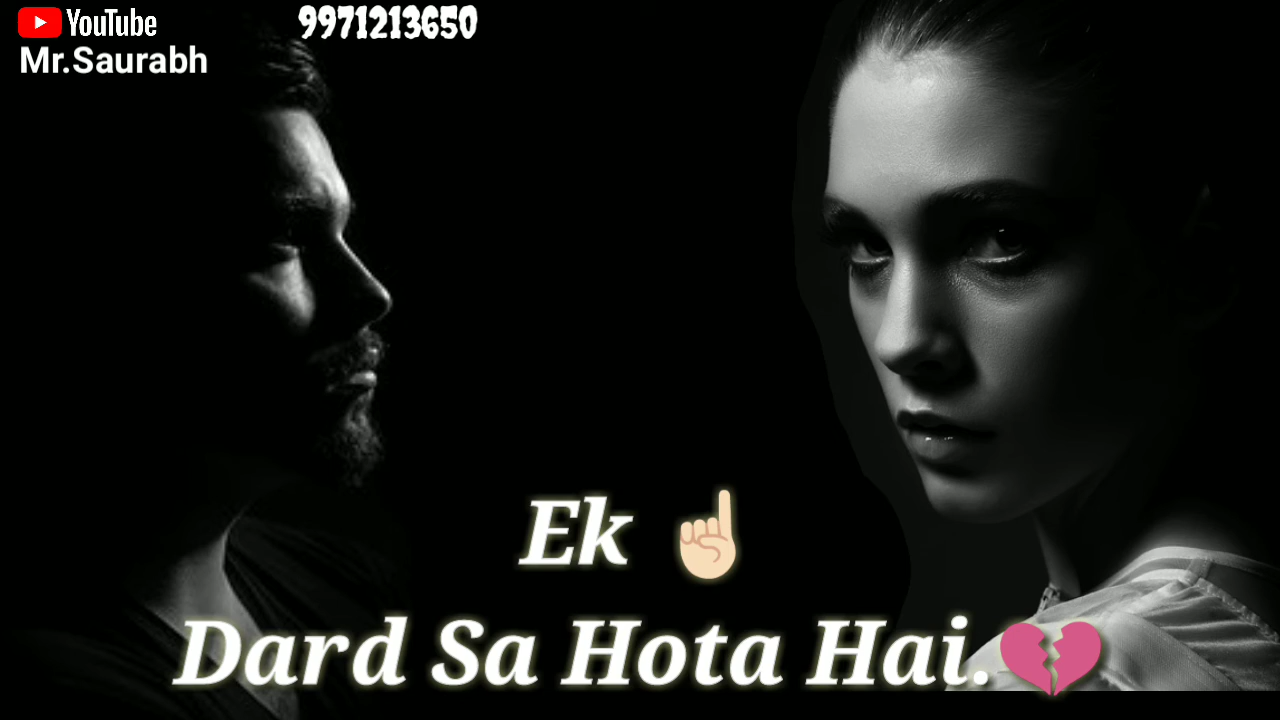 YouTube
9971213650
Mr.Saurabh
Ek ☝🏻
Dard Sa Hota Hai.💔